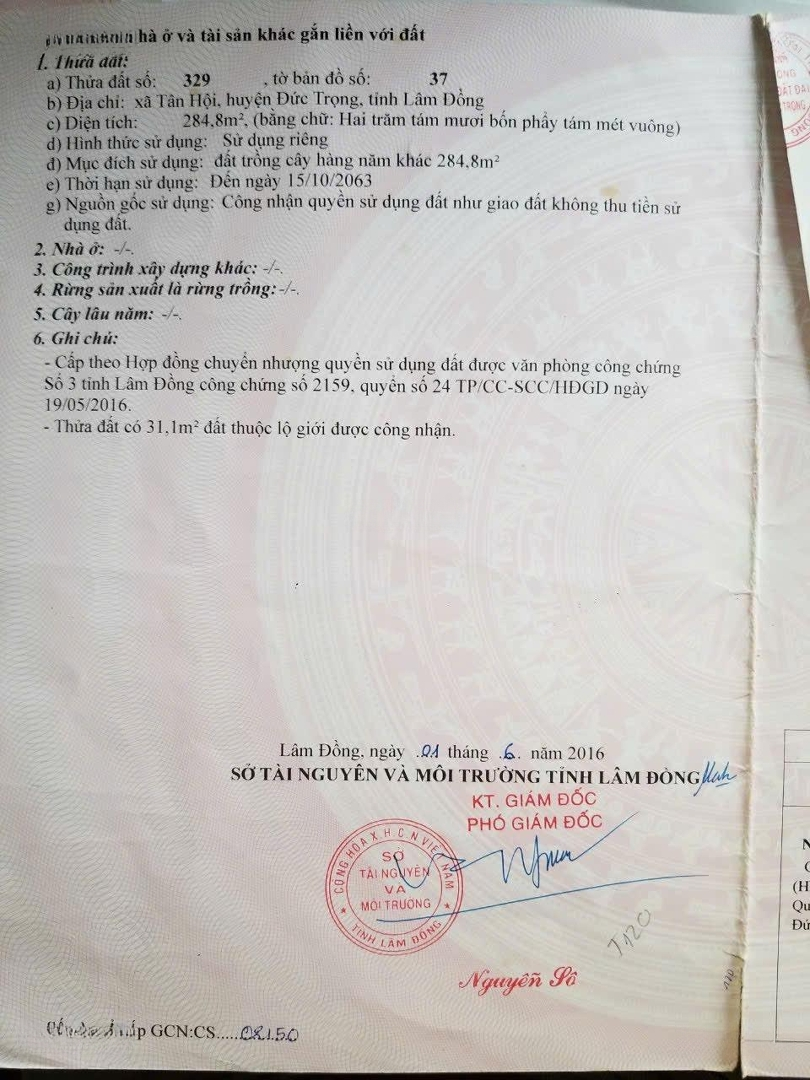 hà ở và tài sản khác gắn liền với đất
1. Thửa đất:
a) Thửa đất số: 329 , tờ bản đồ số: 37
b) Địa chỉ: xã Tân Hội, huyện Đức Trọng, tỉnh Lâm Đồng
c) Diện tích: 284,8m², (bằng chữ: Hai trăm tám mươi bốn phẩy tám mét vuông)
d) Hình thức sử dụng: Sử dụng riêng
đ) Mục đích sử dụng: đất trồng cây hàng năm khác 284,8m²
e) Thời hạn sử dụng: Đến ngày 15/10/2063
g) Nguồn gốc sử dụng: Công nhận quyền sử dụng đất như giao đất không thu tiền sử
dụng đất.
2. Nhà ở: -/-.
3. Công trình xây dựng khác: -/-.
4. Rừng sản xuất là rừng trồng: -/-.
5. Cây lâu năm: -/-.
6. Ghi chú:
- Cấp theo Hợp đồng chuyển nhượng quyền sử dụng đất được văn phòng công chứng
Số 3 tỉnh Lâm Đồng công chứng số 2159, quyển số 24 TP/CC-SCC/HĐGD ngày
19/05/2016.
- Thửa đất có 31,1m² đất thuộc lộ giới được công nhận.
Lâm Đồng, ngày .01 tháng .6. năm 2016
SỞ TÀI NGUYÊN VÀ MÔI TRƯỜNG TỈNH LÂM ĐỒNG
KT. GIÁM ĐỐC
PHÓ GIÁM ĐỐC
CỘNG HÒA X.H.C.N VIỆT NAM
SỞ
TÀI NGUYÊN
VÀ
MÔI TRƯỜNG
TỈNH LÂM ĐỒNG
T120
Nguyễn Sô
120
ấp GCN:CS.....08150
N
(H
Qu
Đứ